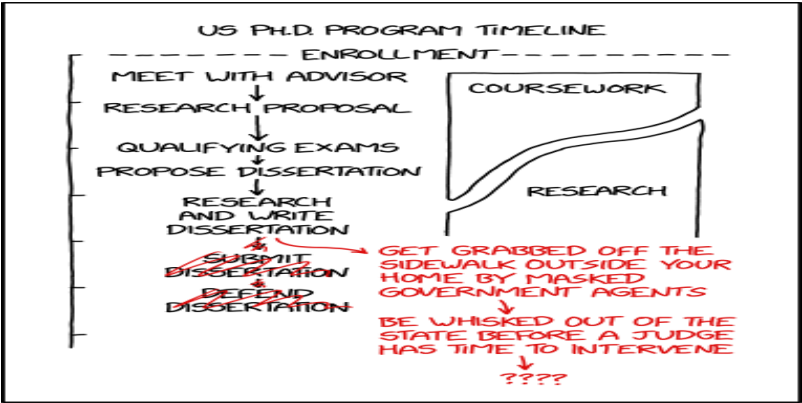 US PH.D. PROGRAM TIMELINE
ENROLLMENT
MEET WITH ADVISOR
RESEARCH PROPOSAL
QUALIFYING EXAMS
PROPOSE DISSERTATION
RESEARCH
AND WRITE
DISSERTATION
SUBMIT
DISSERTATION
DEFEND
DISSERTATION
COURSEWORK
RESEARCH
GET GRABBED OFF THE
SIDEWALK OUTSIDE YOUR
HOME BY MASKED
GOVERNMENT AGENTS
BE WHISKED OUT OF THE
STATE BEFORE A JUDGE
HAS TIME TO INTERVENE
????